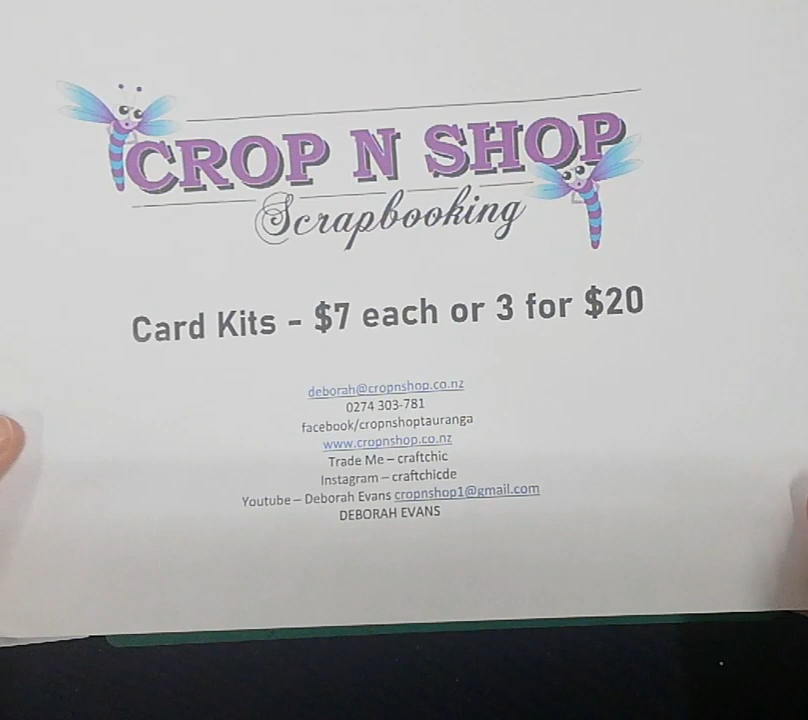 CROP N SHOP
Scrapbooking
Card Kits - $7 each or 3 for $20
deborah@cropnshop.co.nz
0274 303-781
facebook/cropnshoptauranga
www.cropnshop.co.nz
Trade Me – craftchic
Instagram – craftchicde
Youtube – Deborah Evans cropnshop1@gmail.com
DEBORAH EVANS